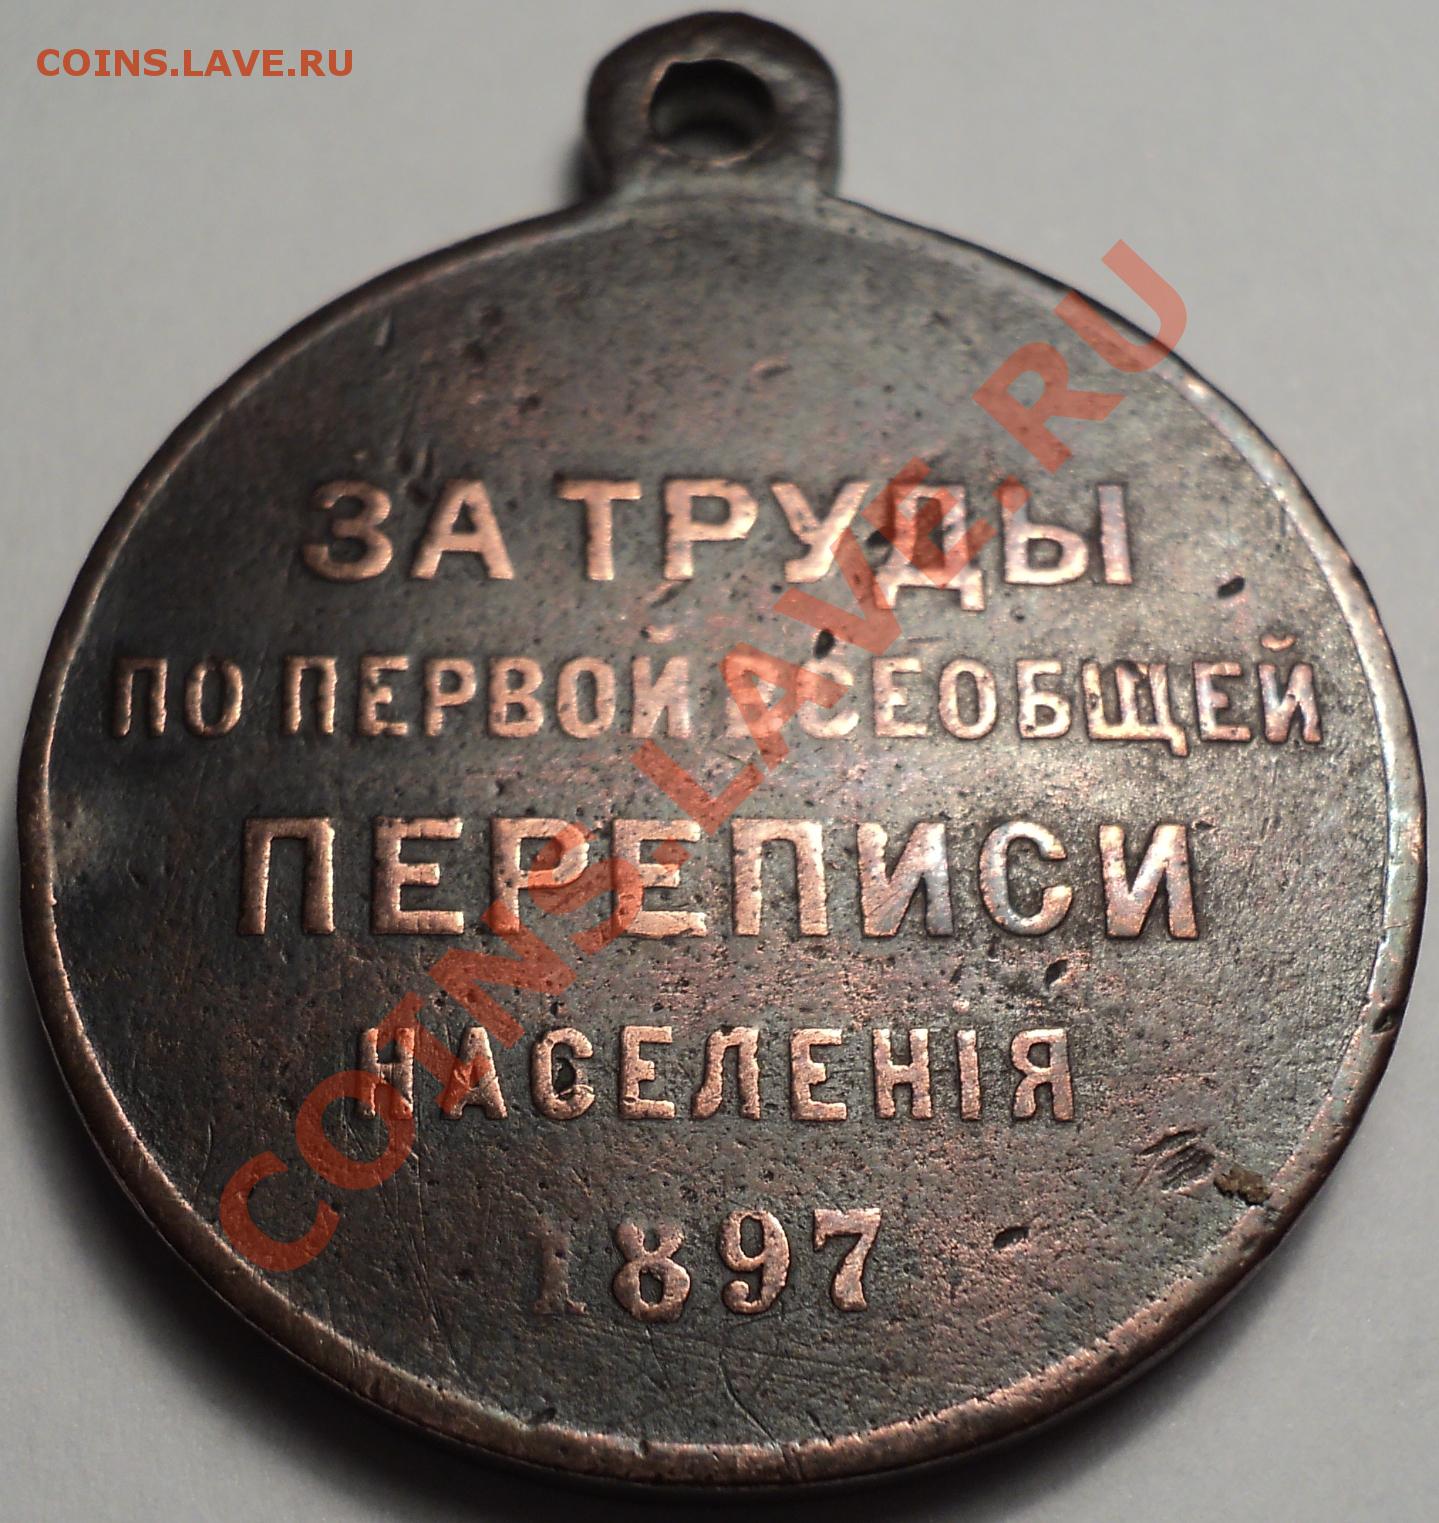 COINS.LAVE.RU
ЗА ТРУДЫ
ПО ПЕРВОЙ ВСЕОБЩЕЙ
ПЕРЕПИСИ
НАСЕЛЕНІЯ
1897
COINS.LAVE.RU